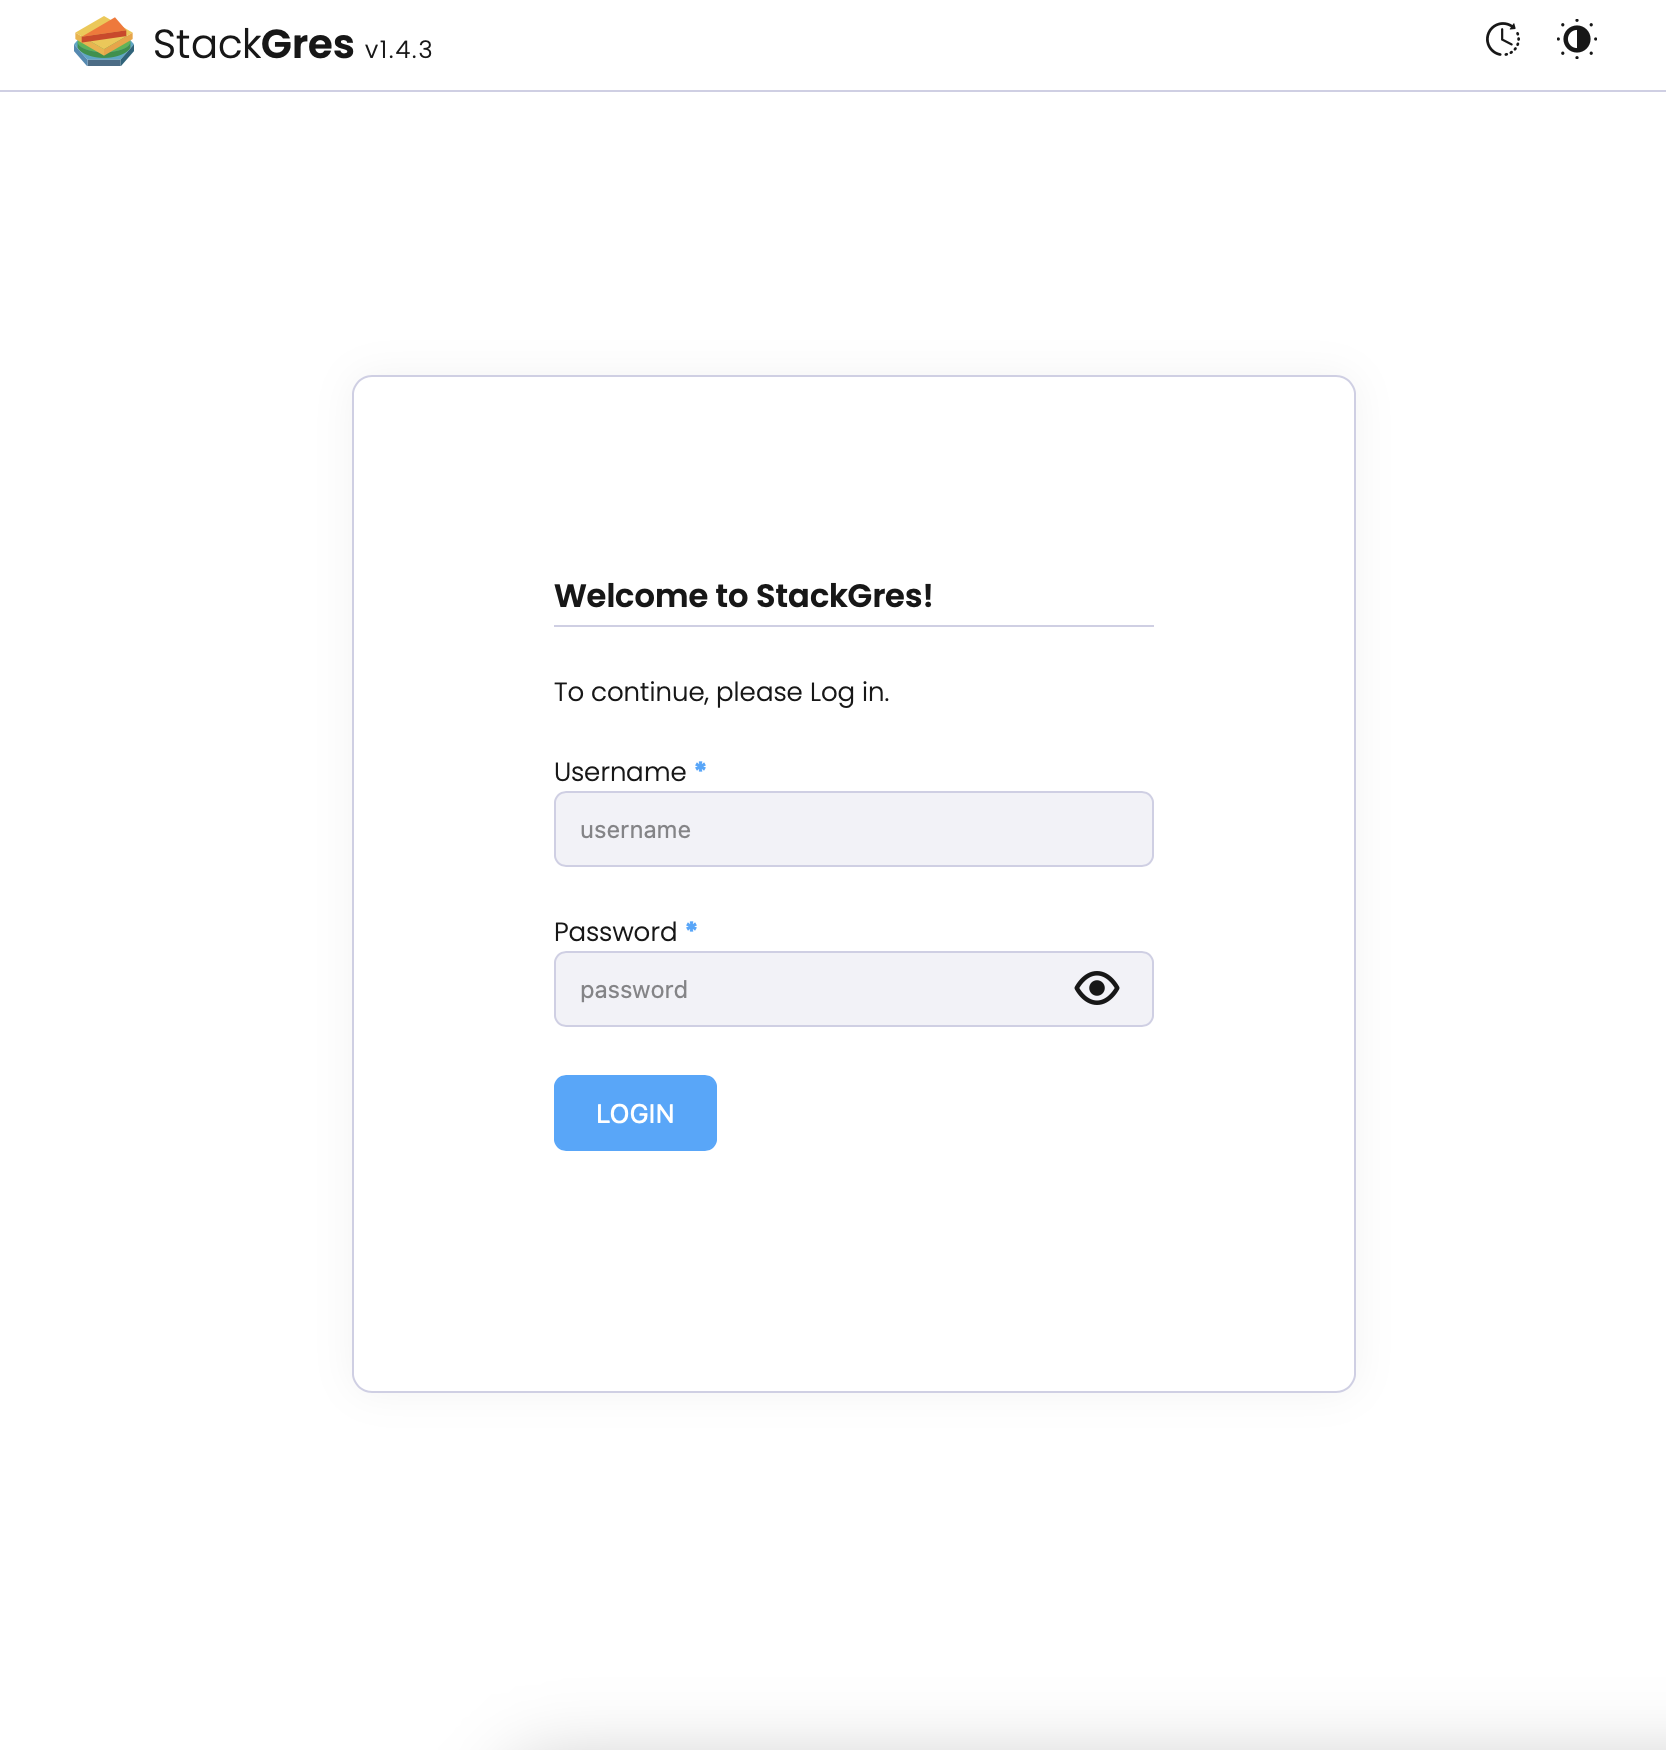 StackGres v1.4.3
Welcome to StackGres!
To continue, please Log in.
Username *
username
Password *
password
LOGIN